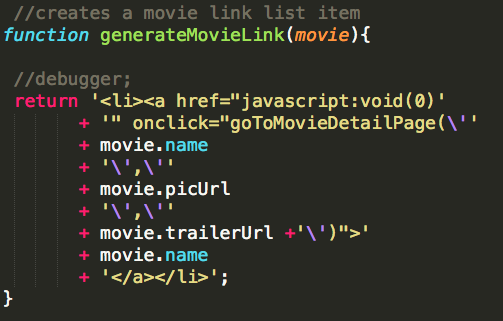 //creates a movie link list item
function generateMovieLink(movie){
//debugger;
return '<li><a href="javascript:void(0)'
+ '" onclick="goToMovieDetailPage(\''
+ movie.name
+ '\',\''
+ movie.picUrl
+ '\',\''
+ movie.trailerUrl +'\')">'
+ movie.name
+ '</a></li>';
}